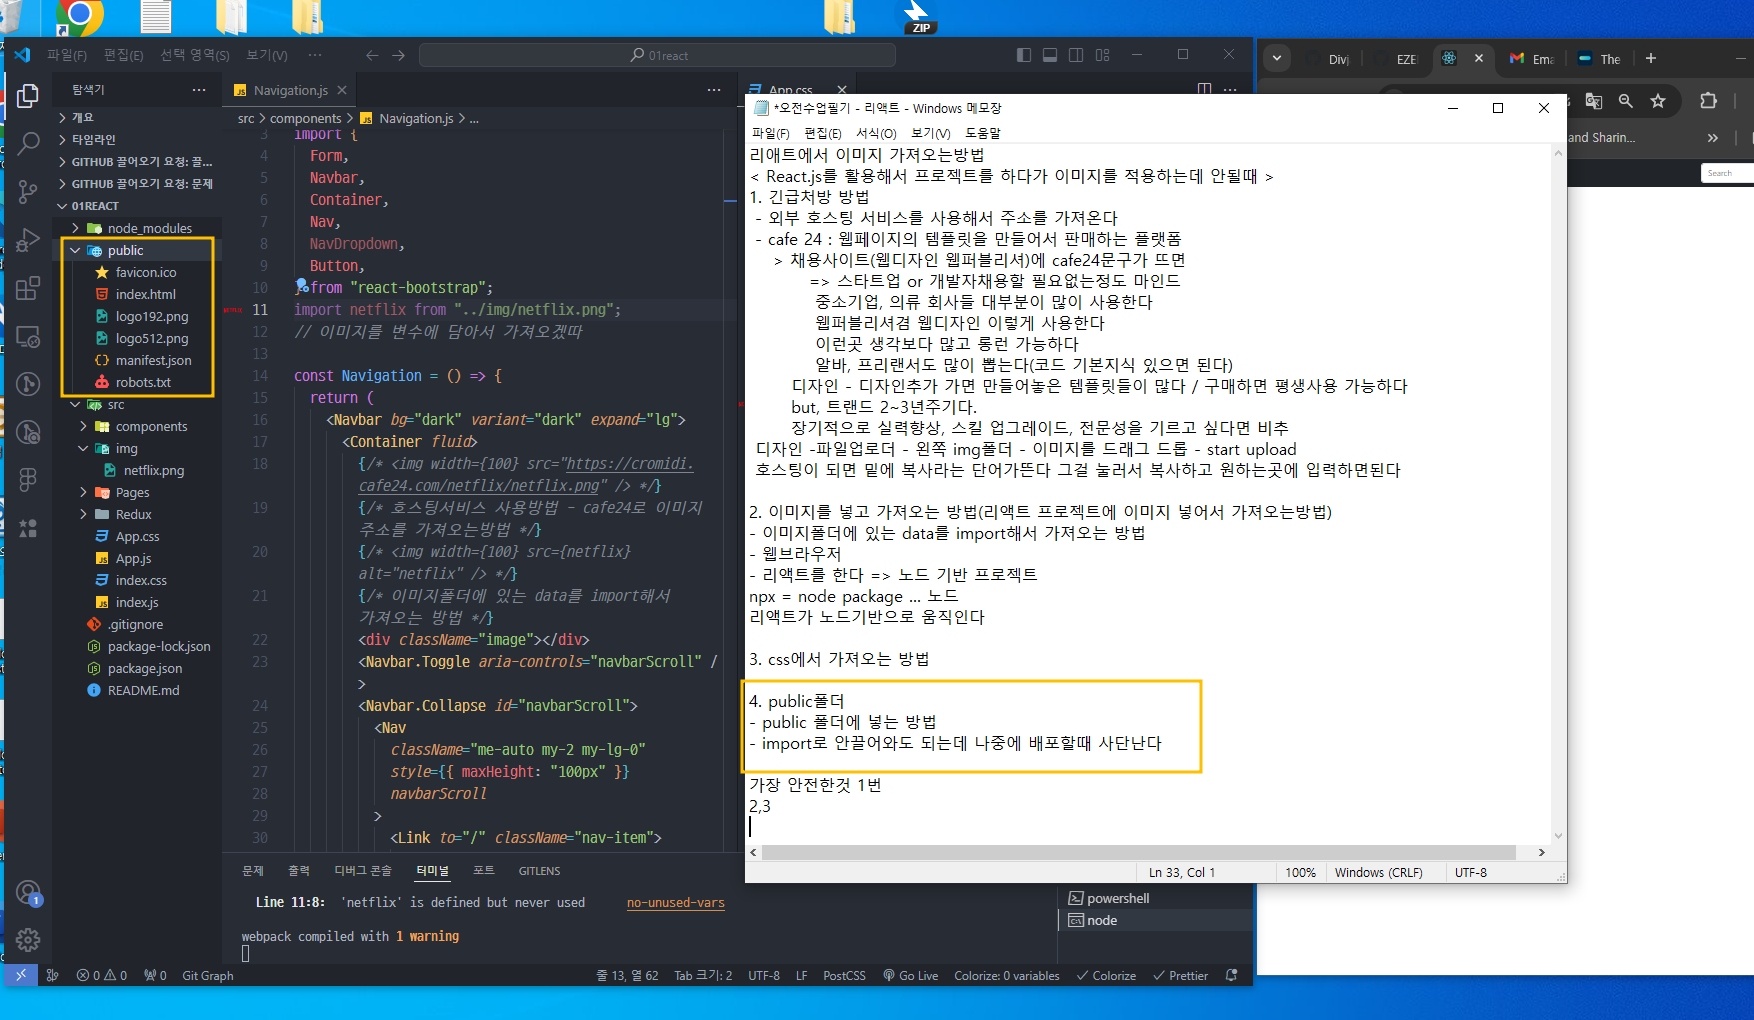 ZIP
파일(F) 편집(E) 선택 영역(S) 보기(V) ···
01react
탐색기
개요
타임라인
GITHUB 끌어오기 요청: 끌...
GITHUB 끌어오기 요청: 문제
01REACT
node_modules
public
favicon.ico
index.html
logo192.png
logo512.png
manifest.json
robots.txt
src
components
img
netflix.png
Pages
Redux
App.css
App.js
index.css
index.js
.gitignore
package-lock.json
package.json
README.md
Navigation.js
App.css
src > components > Navigation.js > ...
3 import {
4 Form,
5 Navbar,
6 Container,
7 Nav,
8 NavDropdown,
9 Button,
10 } from "react-bootstrap";
11 import netflix from "../img/netflix.png";
12 // 이미지를 변수에 담아서 가져오겠따
13
14 const Navigation = () => {
15 return (
16 <Navbar bg="dark" variant="dark" expand="lg">
17 <Container fluid>
18 {/* <img width={100} src="https://cromidi.
cafe24.com/netflix/netflix.png" /> */}
19 {/* 호스팅서비스 사용방법 - cafe24로 이미지
주소를 가져오는방법 */}
20 {/* <img width={100} src={netflix}
alt="netflix" /> */}
21 {/* 이미지폴더에 있는 data를 import해서
가져오는 방법 */}
22 <div className="image"></div>
23 <Navbar.Toggle aria-controls="navbarScroll" /
>
24 <Navbar.Collapse id="navbarScroll">
25 <Nav
26 className="me-auto my-2 my-lg-0"
27 style={{ maxHeight: "100px" }}
28 navbarScroll
29 >
30 <Link to="/" className="nav-item">
문제 출력 디버그 콘솔 터미널 포트 GITLENS
Line 11:8: 'netflix' is defined but never used no-unused-vars
webpack compiled with 1 warning
powershell
node
1
0 0 0 Git Graph
줄 13, 열 62 Tab 크기: 2 UTF-8 LF PostCSS Go Live Colorize: 0 variables Colorize Prettier
*오전수업필기 - 리액트 - Windows 메모장
파일(F) 편집(E) 서식(O) 보기(V) 도움말
리애트에서 이미지 가져오는방법
< React.js를 활용해서 프로젝트를 하다가 이미지를 적용하는데 안될때 >
1. 긴급처방 방법
- 외부 호스팅 서비스를 사용해서 주소를 가져온다
- cafe 24 : 웹페이지의 템플릿을 만들어서 판매하는 플랫폼
> 채용사이트(웹디자인 웹퍼블리셔)에 cafe24문구가 뜨면
=> 스타트업 or 개발자채용할 필요없는정도 마인드
중소기업, 의류 회사들 대부분이 많이 사용한다
웹퍼블리셔겸 웹디자인 이렇게 사용한다
이런곳 생각보다 많고 롱런 가능하다
알바, 프리랜서도 많이 뽑는다(코드 기본지식 있으면 된다)
디자인 - 디자인추가 가면 만들어놓은 템플릿들이 많다 / 구매하면 평생사용 가능하다
but, 트랜드 2~3년주기다.
장기적으로 실력향상, 스킬 업그레이드, 전문성을 기르고 싶다면 비추
디자인 -파일업로더 - 왼쪽 img폴더 - 이미지를 드래그 드롭 - start upload
호스팅이 되면 밑에 복사라는 단어가뜬다 그걸 눌러서 복사하고 원하는곳에 입력하면된다
2. 이미지를 넣고 가져오는 방법(리액트 프로젝트에 이미지 넣어서 가져오는방법)
- 이미지폴더에 있는 data를 import해서 가져오는 방법
- 웹브라우저
- 리액트를 한다 => 노드 기반 프로젝트
npx = node package ... 노드
리액트가 노드기반으로 움직인다
3. css에서 가져오는 방법
4. public폴더
- public 폴더에 넣는 방법
- import로 안끌어와도 되는데 나중에 배포할때 사단난다
가장 안전한것 1번
2,3
Ln 33, Col 1 100% Windows (CRLF) UTF-8
Divj EZEI Ema The
and Sharin...
Search